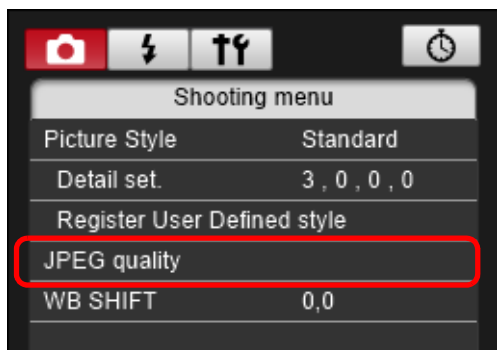 Shooting menu
Picture Style Standard
Detail set. 3 , 0 , 0 , 0
Register User Defined style
JPEG quality
WB SHIFT 0,0